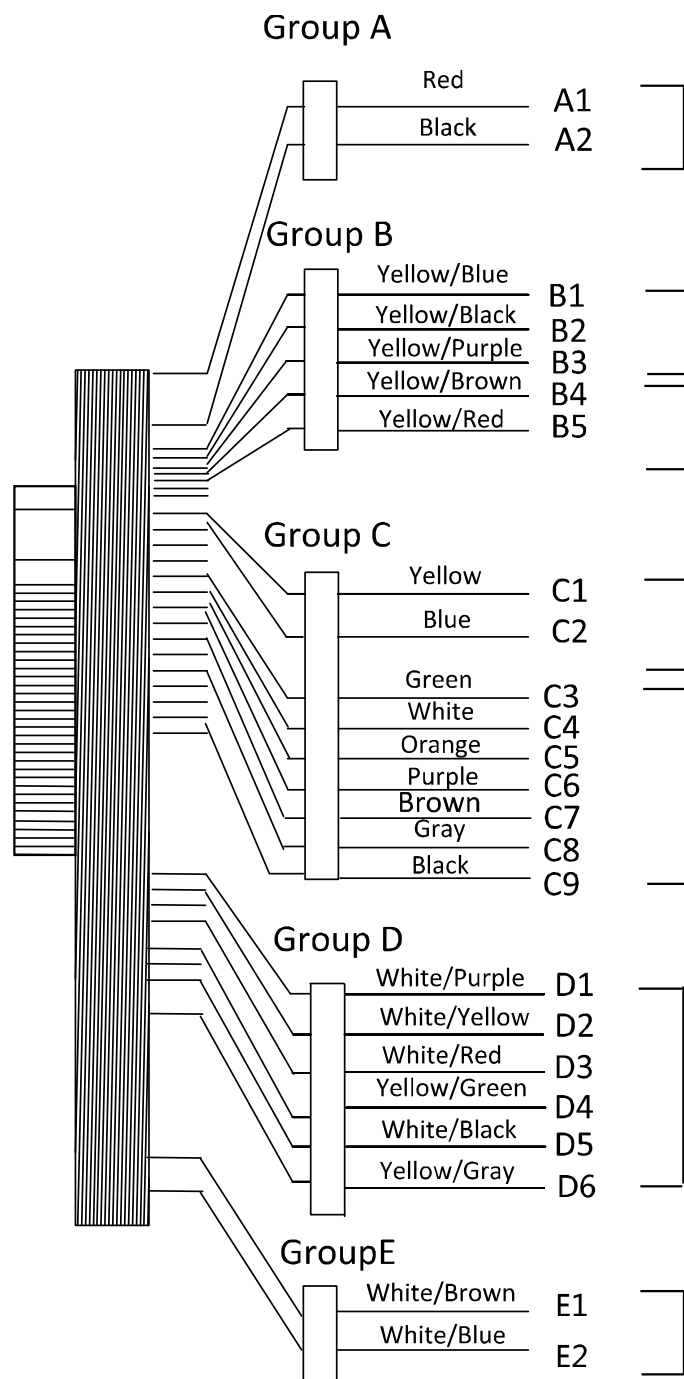 Group A
Red A1
Black A2
Group B
Yellow/Blue B1
Yellow/Black B2
Yellow/Purple B3
Yellow/Brown B4
Yellow/Red B5
Group C
Yellow C1
Blue C2
Green C3
White C4
Orange C5
Purple C6
Brown C7
Gray C8
Black C9
Group D
White/Purple D1
White/Yellow D2
White/Red D3
Yellow/Green D4
White/Black D5
Yellow/Gray D6
GroupE
White/Brown E1
White/Blue E2